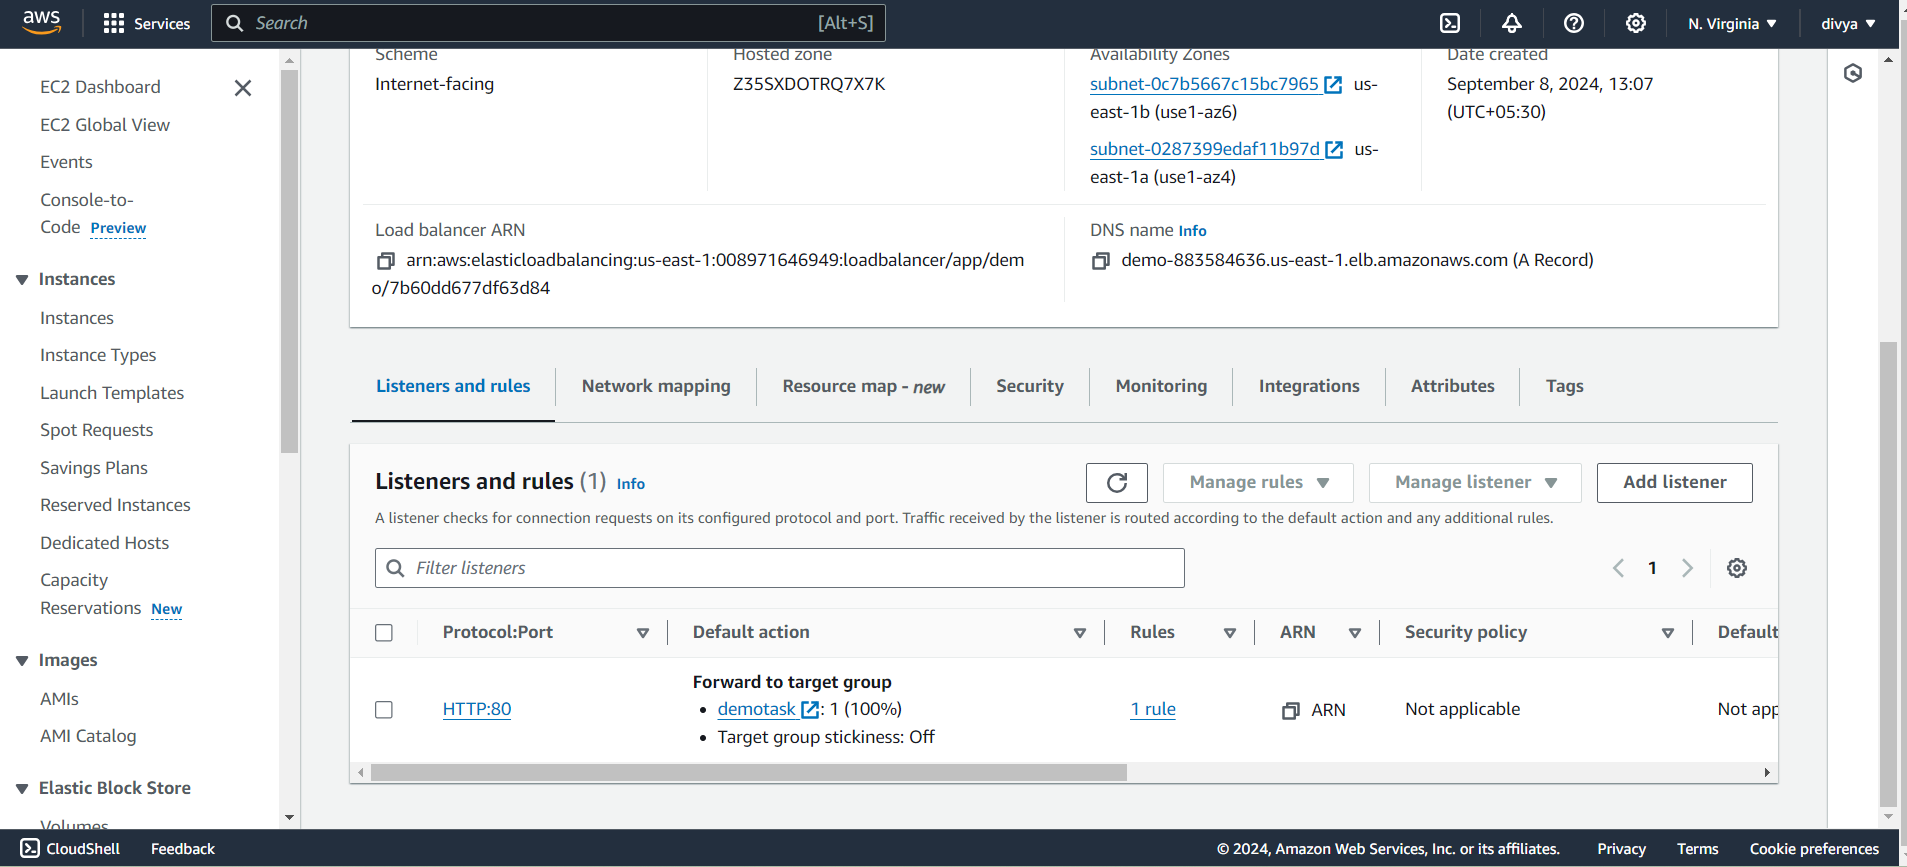 aws
Services
Search
[Alt+S]
N. Virginia
divya
EC2 Dashboard
EC2 Global View
Events
Console-to-
Code Preview
Instances
Instances
Instance Types
Launch Templates
Spot Requests
Savings Plans
Reserved Instances
Dedicated Hosts
Capacity
Reservations New
Images
AMIs
AMI Catalog
Elastic Block Store
Volumes
Scheme
Internet-facing
Hosted zone
Z35SXDOTRQ7X7K
Availability Zones
subnet-0c7b5667c15bc7965 us-
east-1b (use1-az6)
subnet-0287399edaf11b97d us-
east-1a (use1-az4)
Date created
September 8, 2024, 13:07
(UTC+05:30)
Load balancer ARN
arn:aws:elasticloadbalancing:us-east-1:008971646949:loadbalancer/app/dem
o/7b60dd677df63d84
DNS name Info
demo-883584636.us-east-1.elb.amazonaws.com (A Record)
Listeners and rules
Network mapping
Resource map - new
Security
Monitoring
Integrations
Attributes
Tags
Listeners and rules (1) Info
Manage rules
Manage listener
Add listener
A listener checks for connection requests on its configured protocol and port. Traffic received by the listener is routed according to the default action and any additional rules.
Filter listeners
1
Protocol:Port
Default action
Rules
ARN
Security policy
Default
HTTP:80
Forward to target group
• demotask : 1 (100%)
• Target group stickiness: Off
1 rule
ARN
Not applicable
Not app
CloudShell
Feedback
© 2024, Amazon Web Services, Inc. or its affiliates.
Privacy
Terms
Cookie preferences